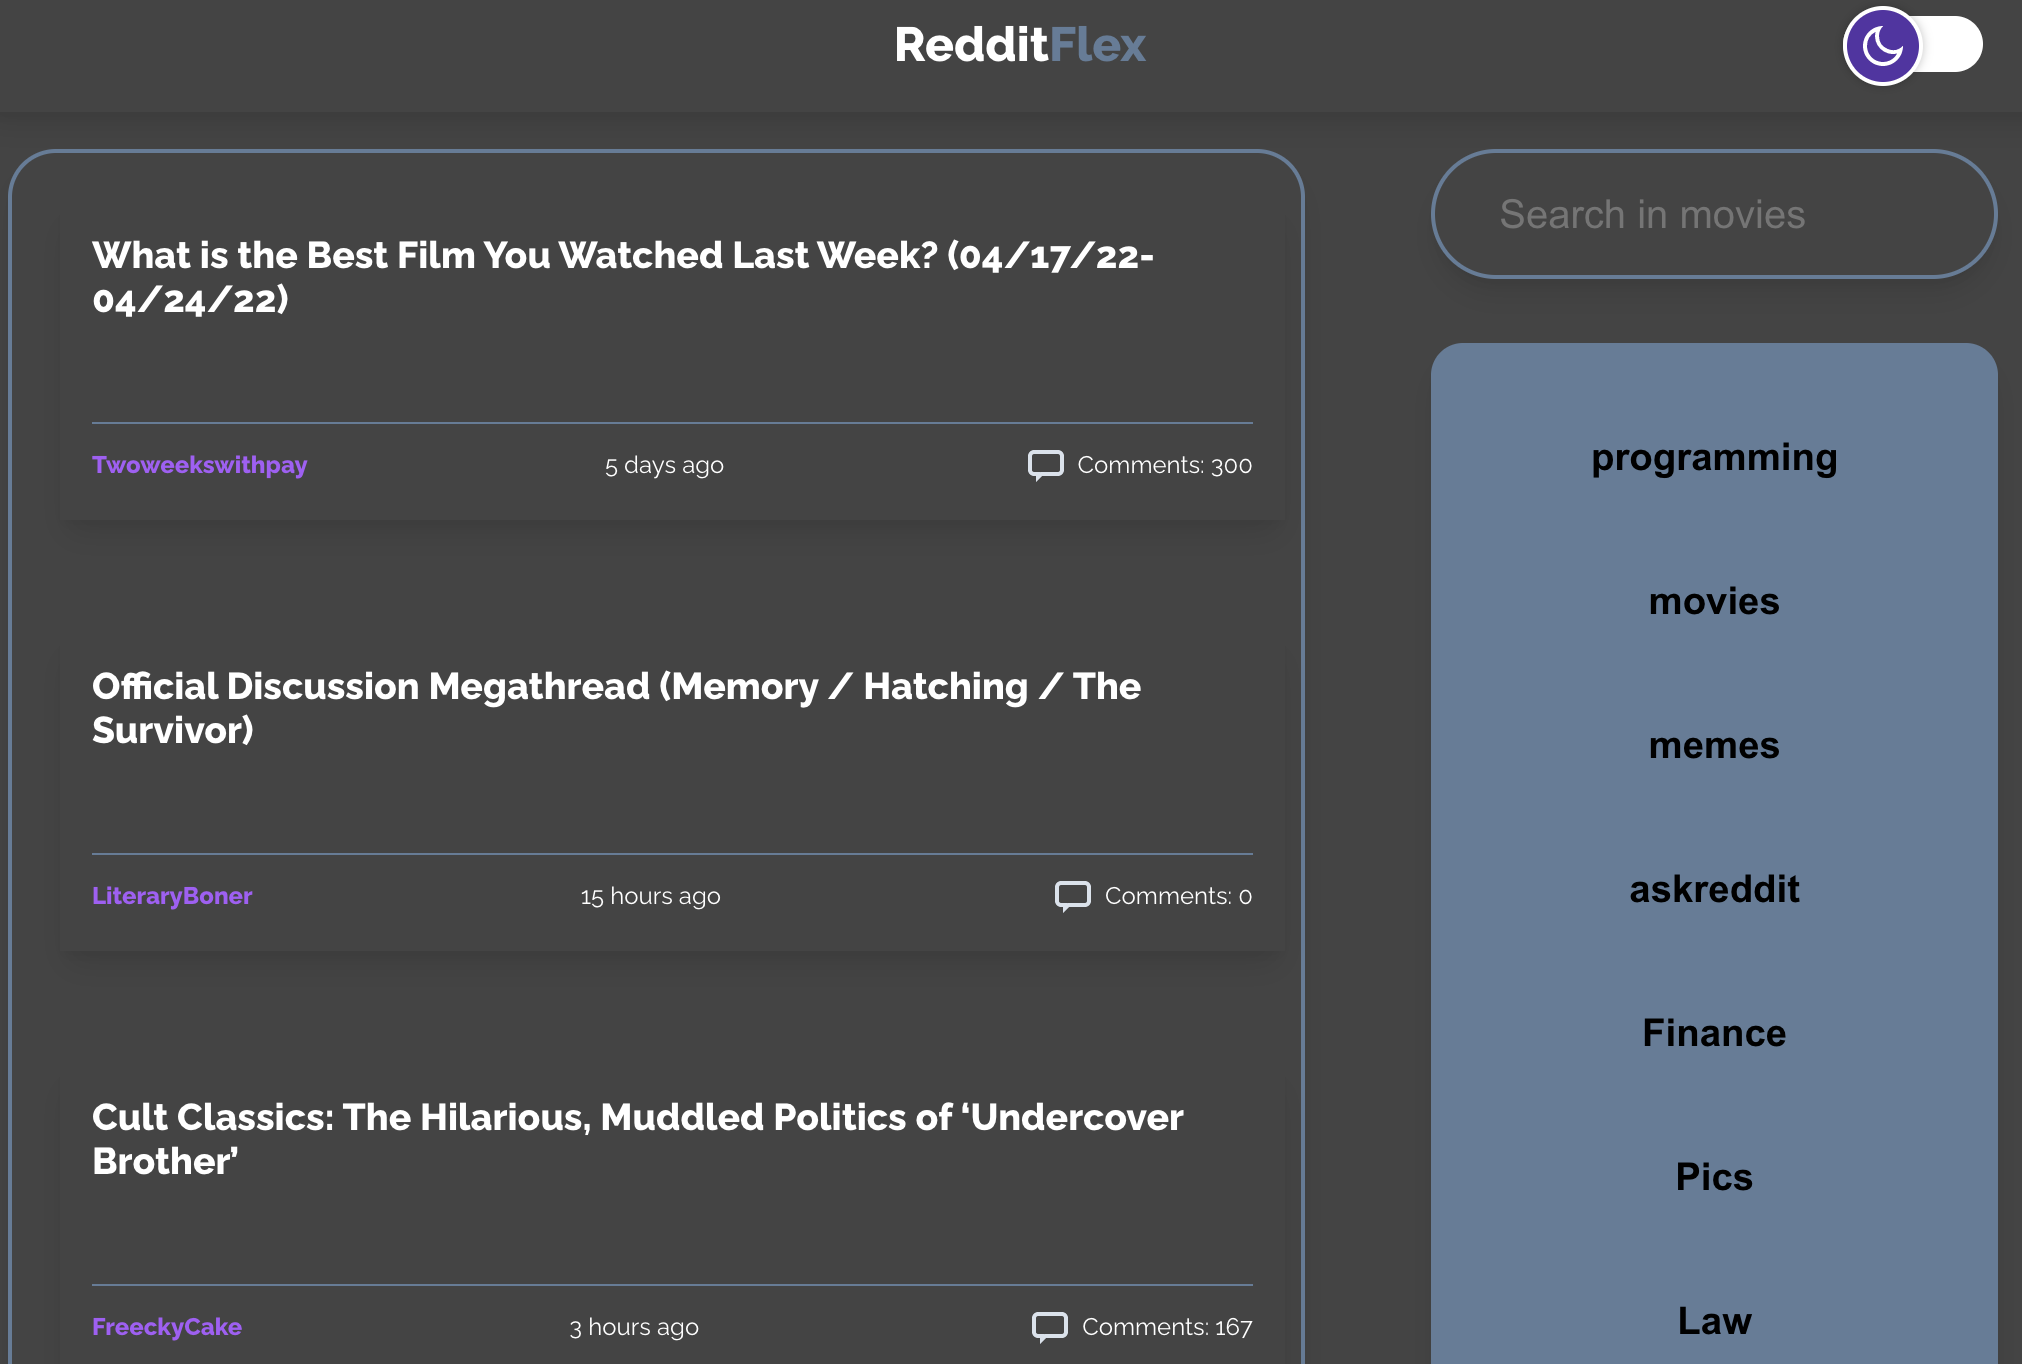 RedditFlex
What is the Best Film You Watched Last Week? (04/17/22-
04/24/22)
Twoweekswithpay
5 days ago
Comments: 300
Official Discussion Megathread (Memory / Hatching / The
Survivor)
LiteraryBoner
15 hours ago
Comments: 0
Cult Classics: The Hilarious, Muddled Politics of ‘Undercover
Brother’
FreeckyCake
3 hours ago
Comments: 167
Search in movies
programming
movies
memes
askreddit
Finance
Pics
Law